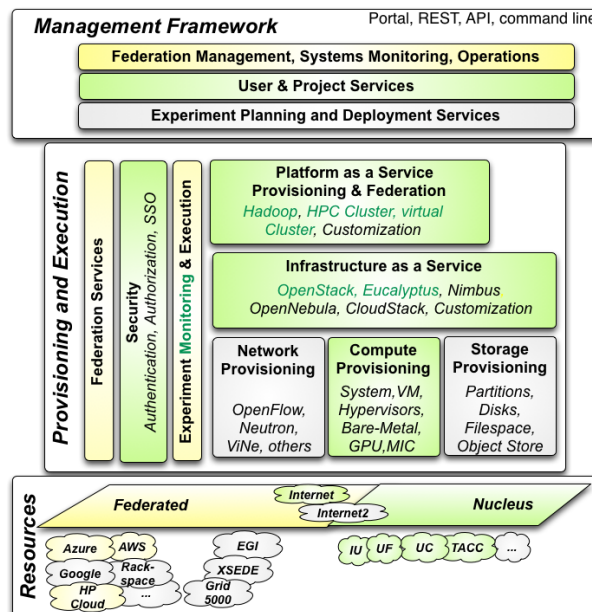 Management Framework
Portal, REST, API, command line
Federation Management, Systems Monitoring, Operations
User & Project Services
Experiment Planning and Deployment Services
Provisioning and Execution
Federation Services
Security
Authentication, Authorization, SSO
Experiment Monitoring & Execution
Platform as a Service
Provisioning & Federation
Hadoop, HPC Cluster, virtual
Cluster, Customization
Infrastructure as a Service
OpenStack, Eucalyptus, Nimbus
OpenNebula, CloudStack, Customization
Network
Provisioning
OpenFlow,
Neutron,
ViNe, others
Compute
Provisioning
System,VM,
Hypervisors,
Bare-Metal,
GPU,MIC
Storage
Provisioning
Partitions,
Disks,
Filespace,
Object Store
Resources
Federated
Internet
Internet2
Nucleus
Azure
AWS
Google
Rack-
space
HP
Cloud
...
EGI
XSEDE
Grid
5000
IU
UF
UC
TACC
...